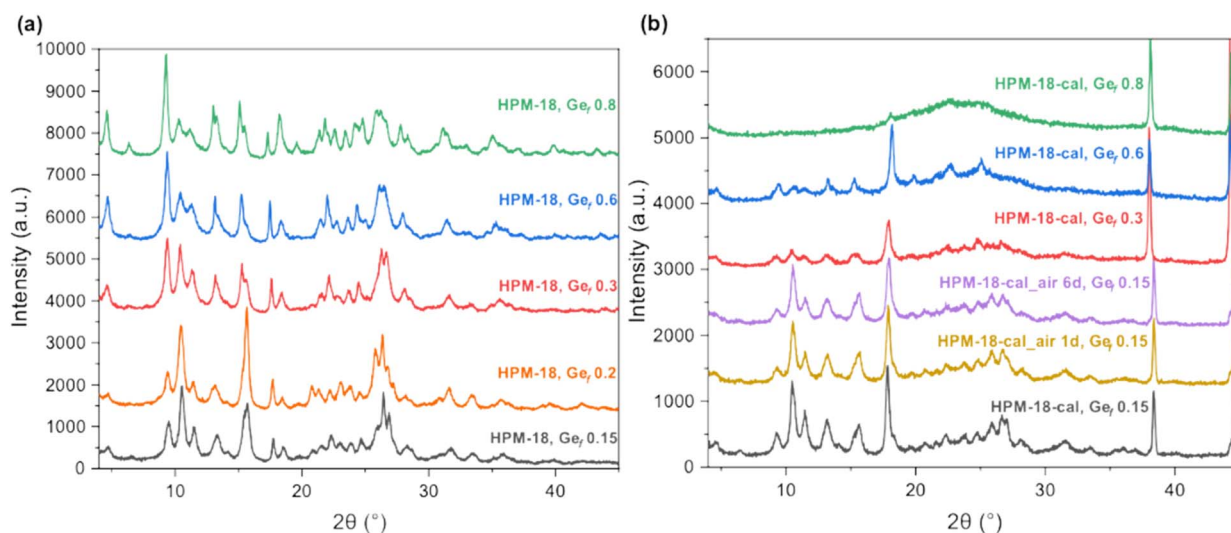 (a)
10000
9000
8000
7000
6000
5000
4000
3000
2000
1000
0
Intensity (a.u.)
HPM-18, Gef 0.8
HPM-18, Gef 0.6
HPM-18, Gef 0.3
HPM-18, Gef 0.2
HPM-18, Gef 0.15
10
20
30
40
2θ (°)
(b)
6000
5000
4000
3000
2000
1000
0
Intensity (a.u.)
HPM-18-cal, Gef 0.8
HPM-18-cal, Gef 0.6
HPM-18-cal, Gef 0.3
HPM-18-cal_air 6d, Gef 0.15
HPM-18-cal_air 1d, Gef 0.15
HPM-18-cal, Gef 0.15
10
20
30
40
2θ (°)